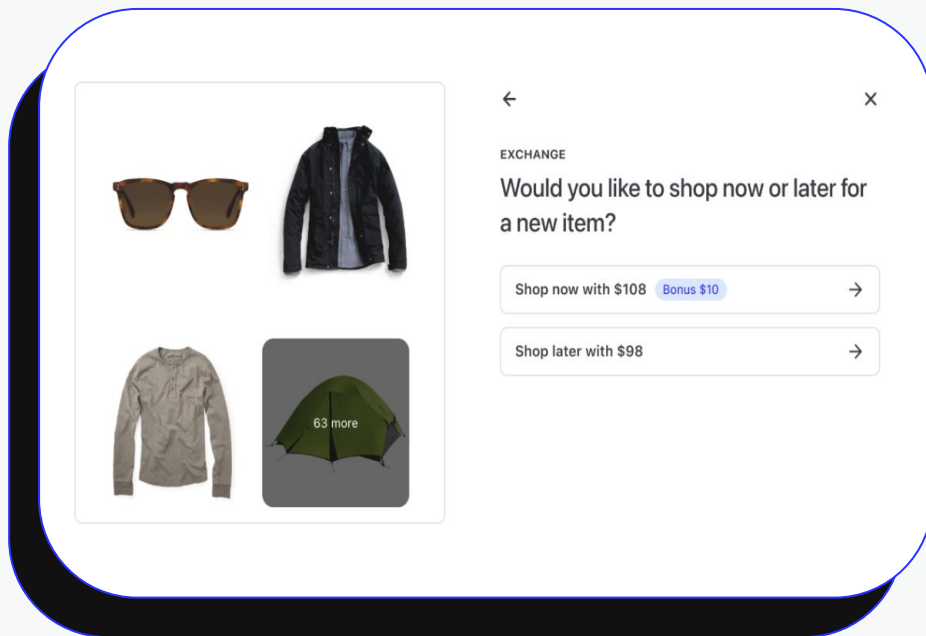 63 more
EXCHANGE
Would you like to shop now or later for
a new item?
Shop now with $108 Bonus $10
Shop later with $98